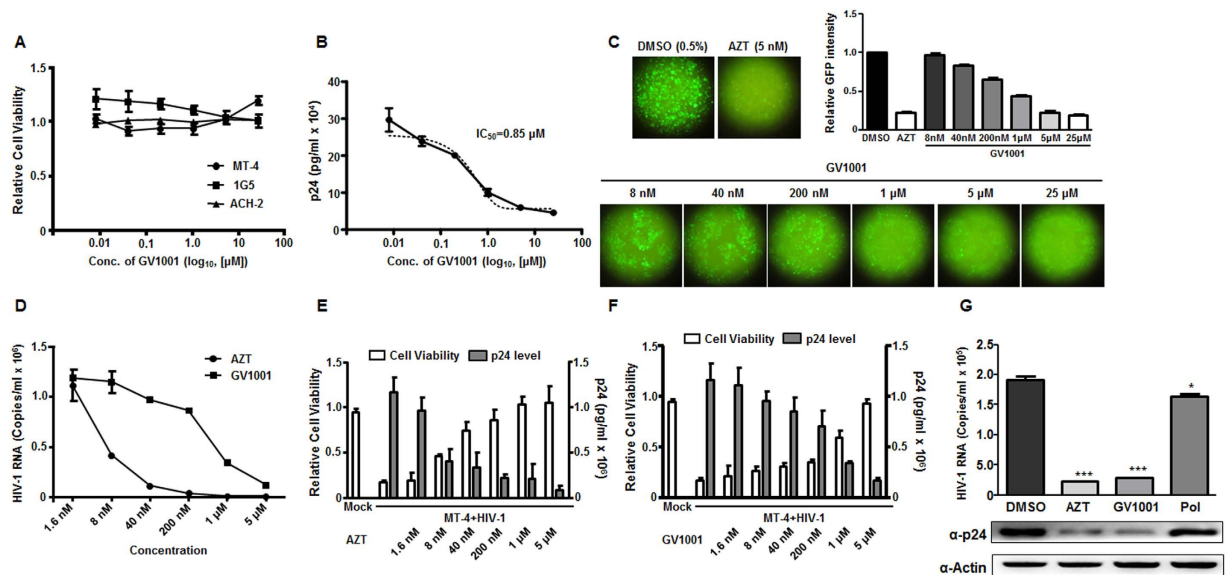 A
Relative Cell Viability
1.5
1.0
0.5
0.0
MT-4
1G5
ACH-2
0.01 0.1 1.0 10 100
Conc. of GV1001 (log10, [µM])
B
p24 (pg/ml x 10⁴)
40
30
20
10
0
IC50=0.85 µM
0.01 0.1 1.0 10 100
Conc. of GV1001 (log10, [µM])
C
DMSO (0.5%) AZT (5 nM)
Relative GFP intensity
1.5
1.0
0.5
0
DMSO AZT 8nM 40nM 200nM 1µM 5µM 25µM
GV1001
GV1001
8 nM 40 nM 200 nM 1 µM 5 µM 25 µM
D
HIV-1 RNA (Copies/ml x 10⁶)
1.5
1.0
0.5
0.0
AZT
GV1001
1.6 nM 8 nM 40 nM 200 nM 1 µM 5 µM
Concentration
E
Cell Viability p24 level
Relative Cell Viability
1.5
1.0
0.5
0.0
p24 (pg/ml x 10⁶)
1.5
1.0
0.5
0
Mock
MT-4+HIV-1
AZT 1.6 nM 8 nM 40 nM 200 nM 1 µM 5 µM
F
Cell Viability p24 level
Relative Cell Viability
1.5
1.0
0.5
0.0
p24 (pg/ml x 10⁶)
1.5
1.0
0.5
0
Mock
MT-4+HIV-1
GV1001 1.6 nM 8 nM 40 nM 200 nM 1 µM 5 µM
G
HIV-1 RNA (Copies/ml x 10⁵)
2.0
1.5
1.0
2.0
0
*** *** *
DMSO AZT GV1001 Pol
α-p24
α-Actin